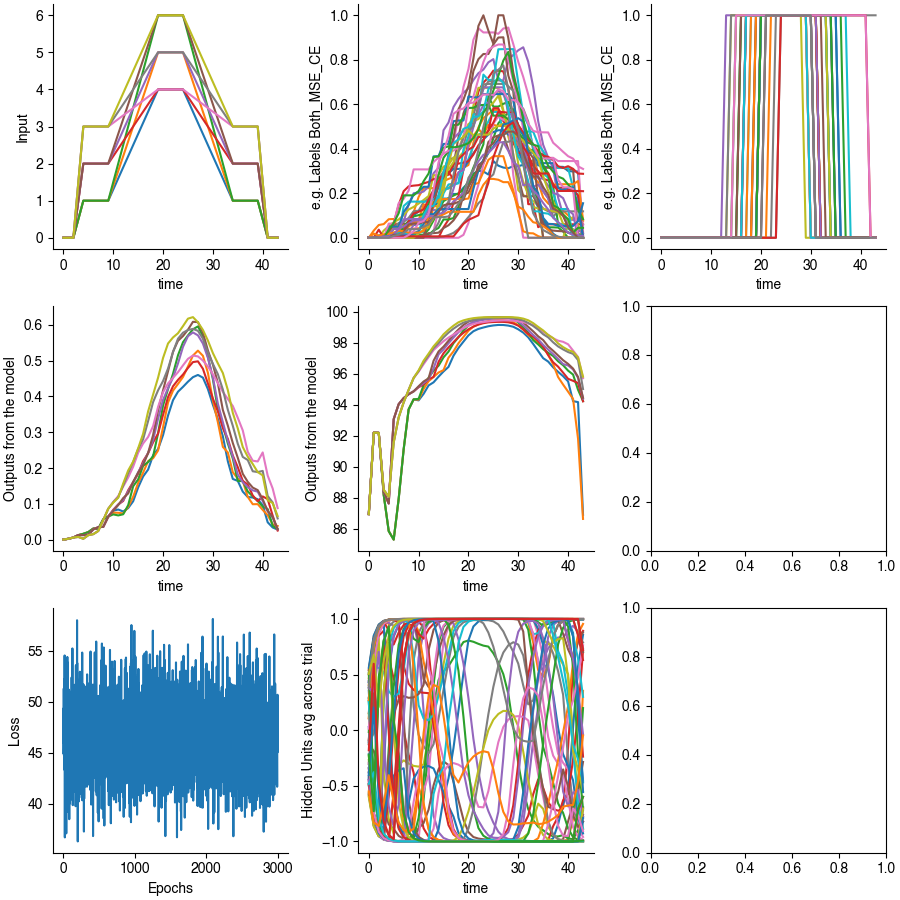 6
5
4
3
2
1
0
Input
0 10 20 30 40
time
1.0
0.8
0.6
0.4
0.2
0.0
e.g. Labels Both_MSE_CE
0 10 20 30 40
time
1.0
0.8
0.6
0.4
0.2
0.0
e.g. Labels Both_MSE_CE
0 10 20 30 40
time
0.6
0.5
0.4
0.3
0.2
0.1
0.0
Outputs from the model
0 10 20 30 40
time
100
98
96
94
92
90
88
86
Outputs from the model
0 10 20 30 40
time
1.0
0.8
0.6
0.4
0.2
0.0
0.0 0.2 0.4 0.6 0.8 1.0
55
50
45
40
Loss
0 1000 2000 3000
Epochs
1.0
0.5
0.0
−0.5
−1.0
Hidden Units avg across trial
0 10 20 30 40
time
1.0
0.8
0.6
0.4
0.2
0.0
0.0 0.2 0.4 0.6 0.8 1.0